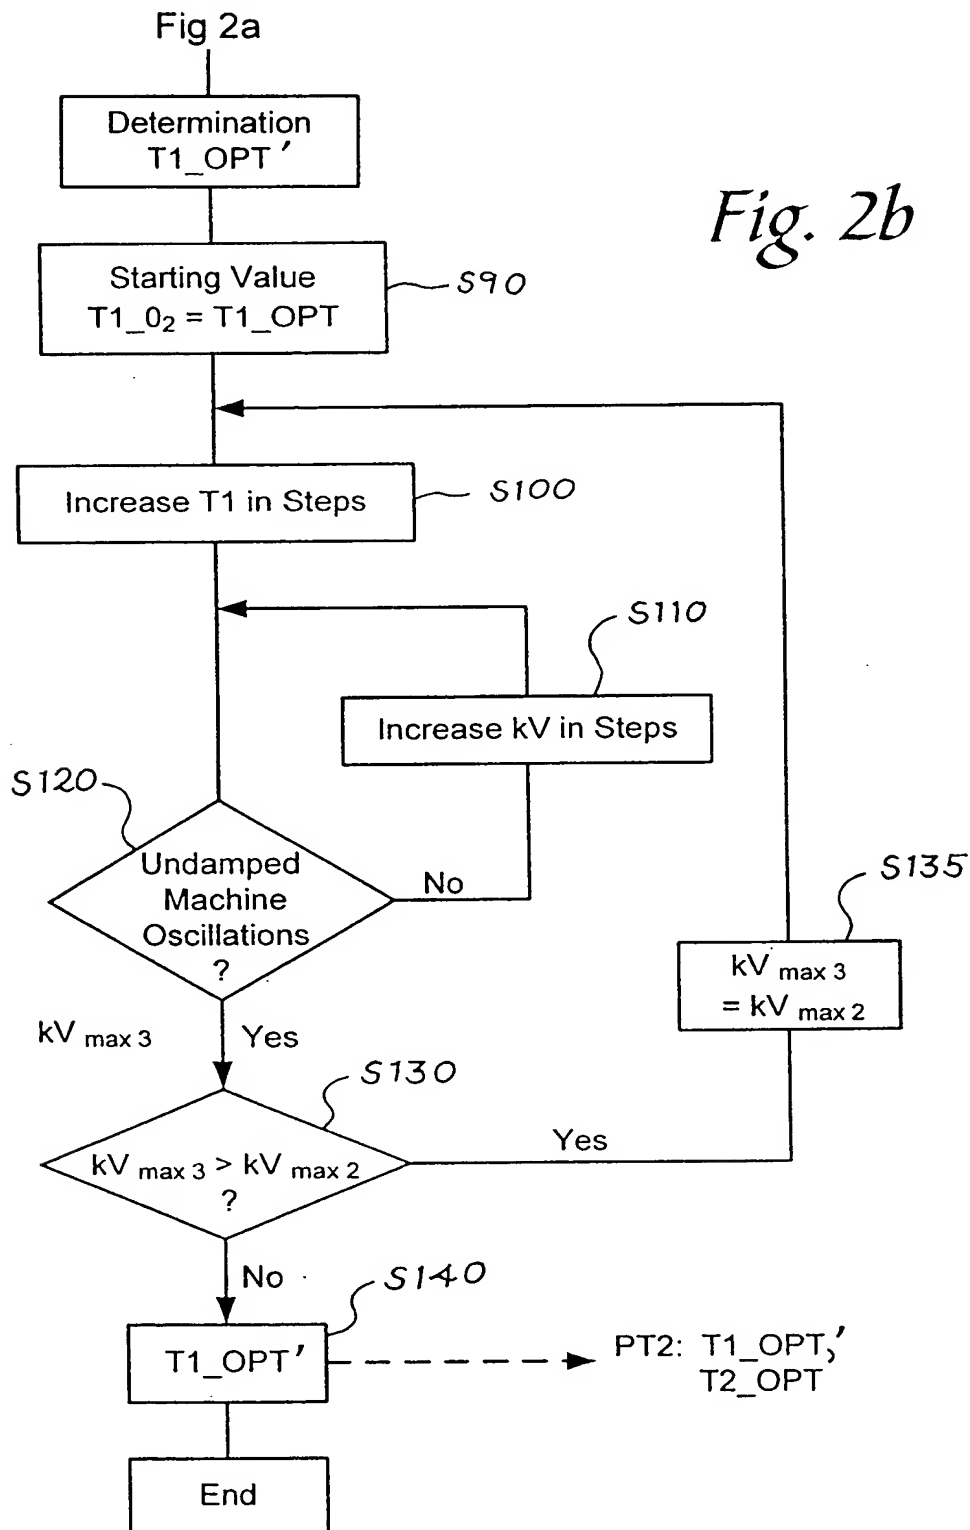 Fig 2a
Determination
T1_OPT'
Fig. 2b
Starting Value
T1_0₂ = T1_OPT
S90
Increase T1 in Steps
S100
S110
Increase kV in Steps
S120
Undamped
Machine
Oscillations
?
No
S135
kV max 3
= kV max 2
kV max 3
Yes
S130
kV max 3 > kV max 2
?
Yes
No
S140
T1_OPT'
PT2: T1_OPT,'
T2_OPT
End